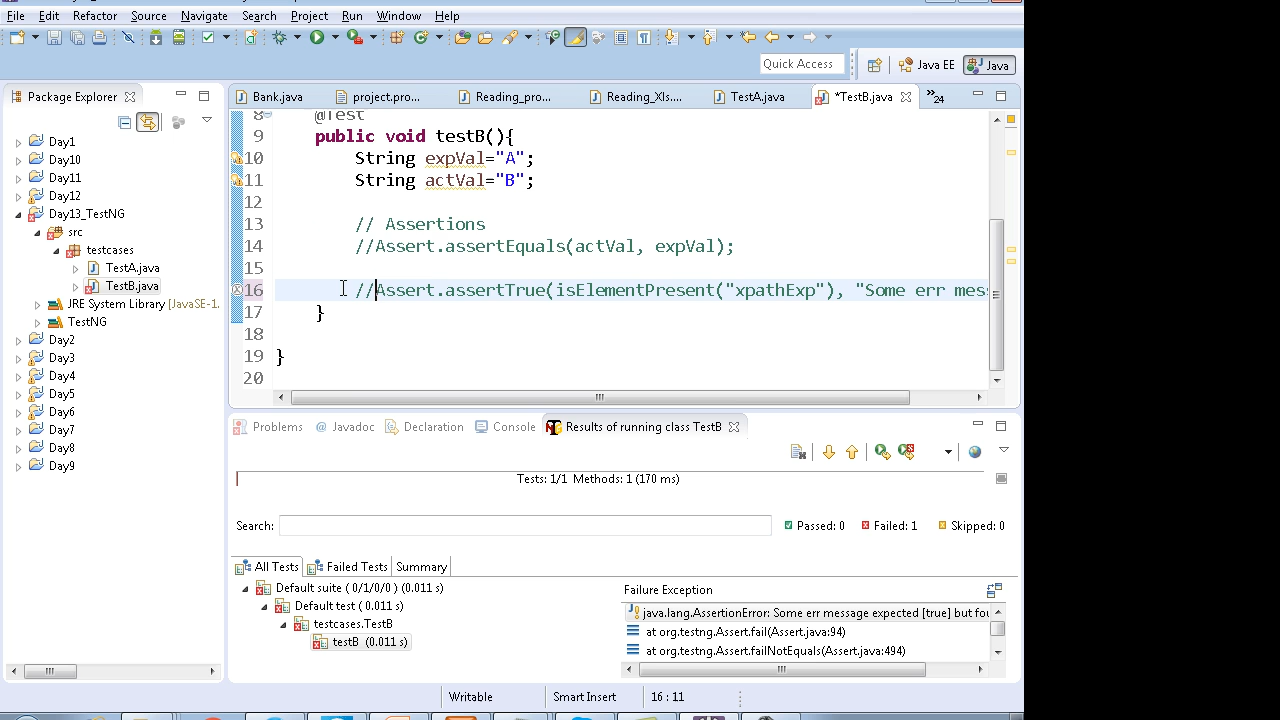 File Edit Refactor Source Navigate Search Project Run Window Help
Quick Access Java EE Java
Package Explorer
Bank.java project.pro... Reading_pro... Reading_Xls.... TestA.java *TestB.java »24
Day1
Day10
Day11
Day12
Day13_TestNG
src
testcases
TestA.java
TestB.java
JRE System Library [JavaSE-1.
TestNG
Day2
Day3
Day4
Day5
Day6
Day7
Day8
Day9
8 @Test
9 public void testB(){
10 String expVal="A";
11 String actVal="B";
12
13 // Assertions
14 //Assert.assertEquals(actVal, expVal);
15
16 //Assert.assertTrue(isElementPresent("xpathExp"), "Some err mess
17 }
18
19 }
20
Problems @ Javadoc Declaration Console Results of running class TestB
Tests: 1/1 Methods: 1 (170 ms)
Search: Passed: 0 Failed: 1 Skipped: 0
All Tests Failed Tests Summary
Default suite ( 0/1/0/0 ) (0.011 s)
Default test ( 0.011 s)
testcases.TestB
testB (0.011 s)
Failure Exception
java.lang.AssertionError: Some err message expected [true] but fou
at org.testng.Assert.fail(Assert.java:94)
at org.testng.Assert.failNotEquals(Assert.java:494)
Writable Smart Insert 16 : 11